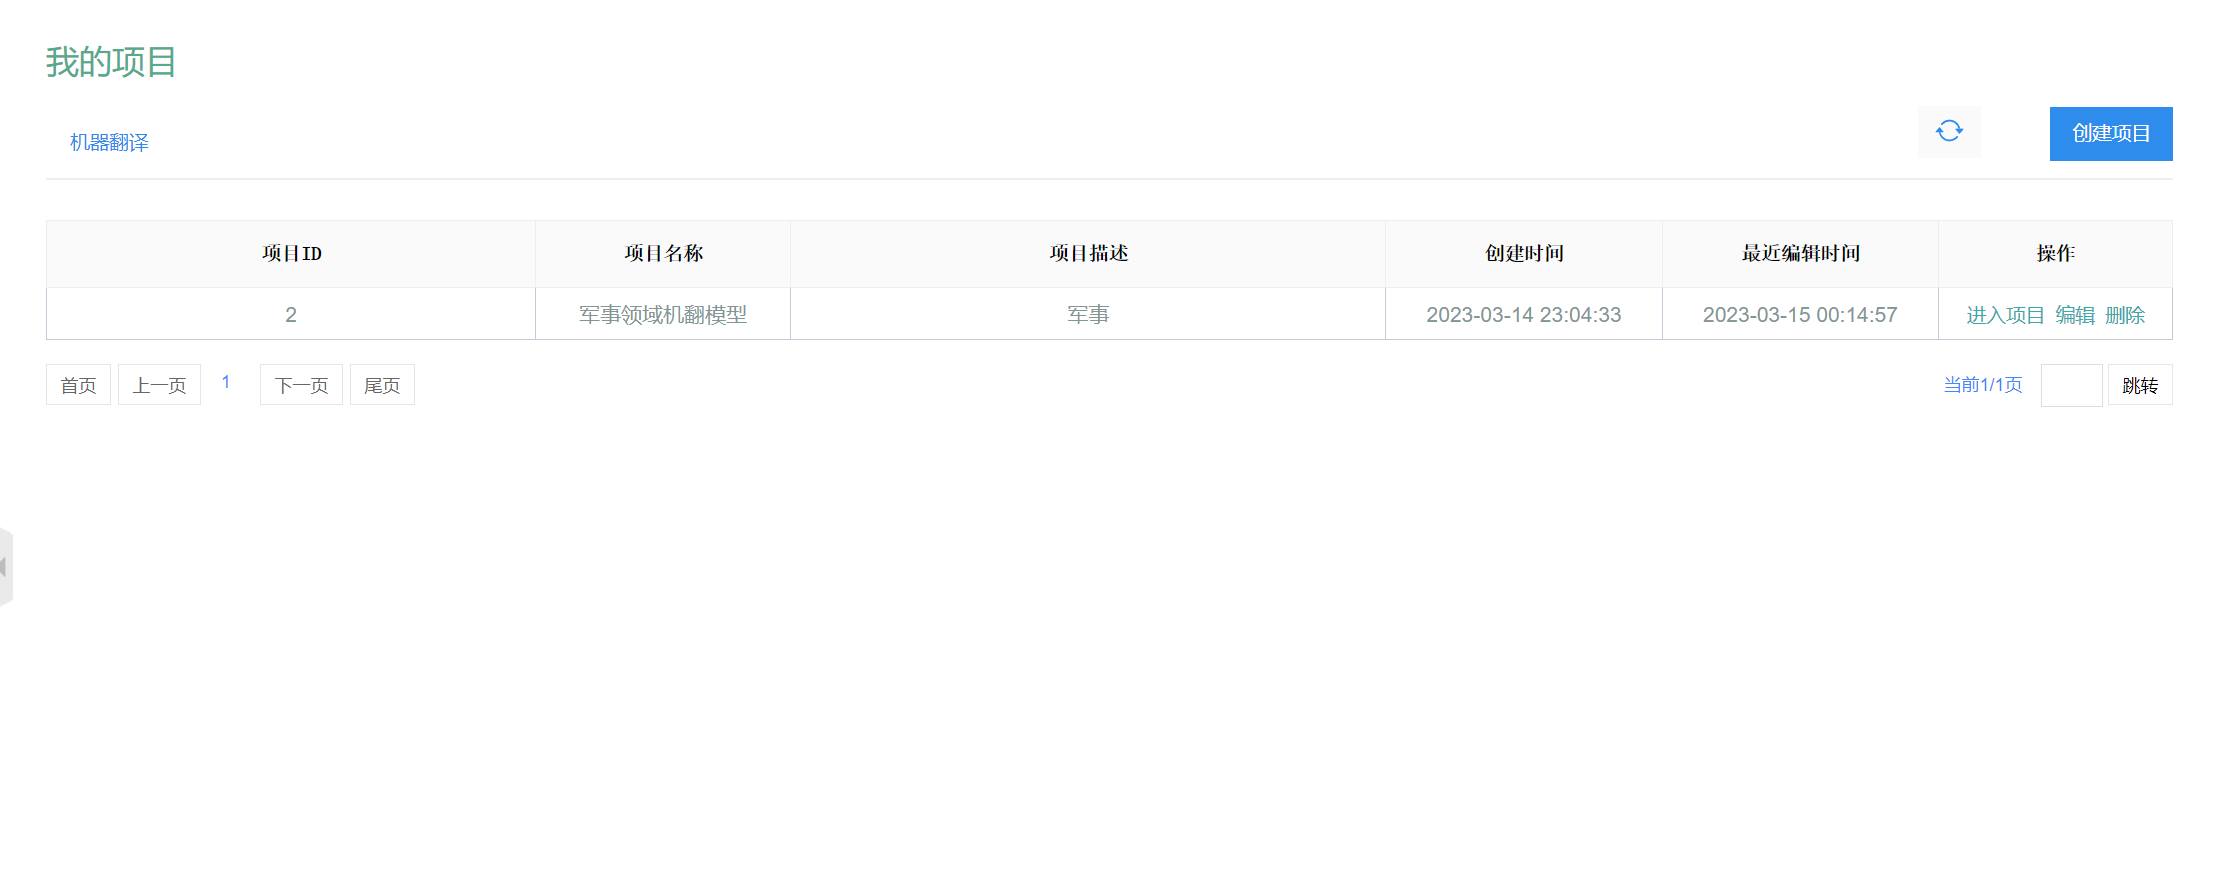 我的项目
机器翻译
创建项目
项目ID 项目名称 项目描述 创建时间 最近编辑时间 操作
2 军事领域机翻模型 军事 2023-03-14 23:04:33 2023-03-15 00:14:57 进入项目 编辑 删除
首页 上一页 1 下一页 尾页 当前1/1页 跳转